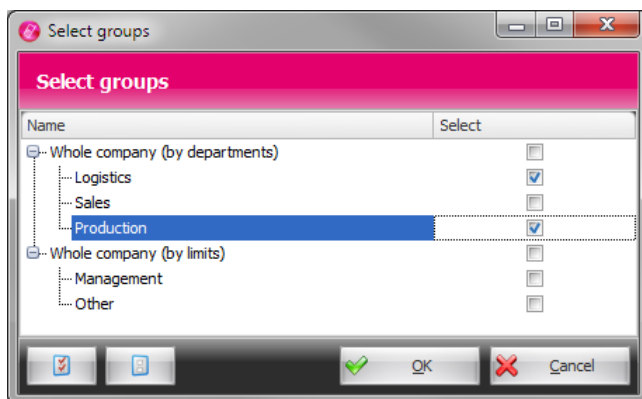 Select groups
Select groups
Name Select
Whole company (by departments)
Logistics
Sales
Production
Whole company (by limits)
Management
Other
OK Cancel